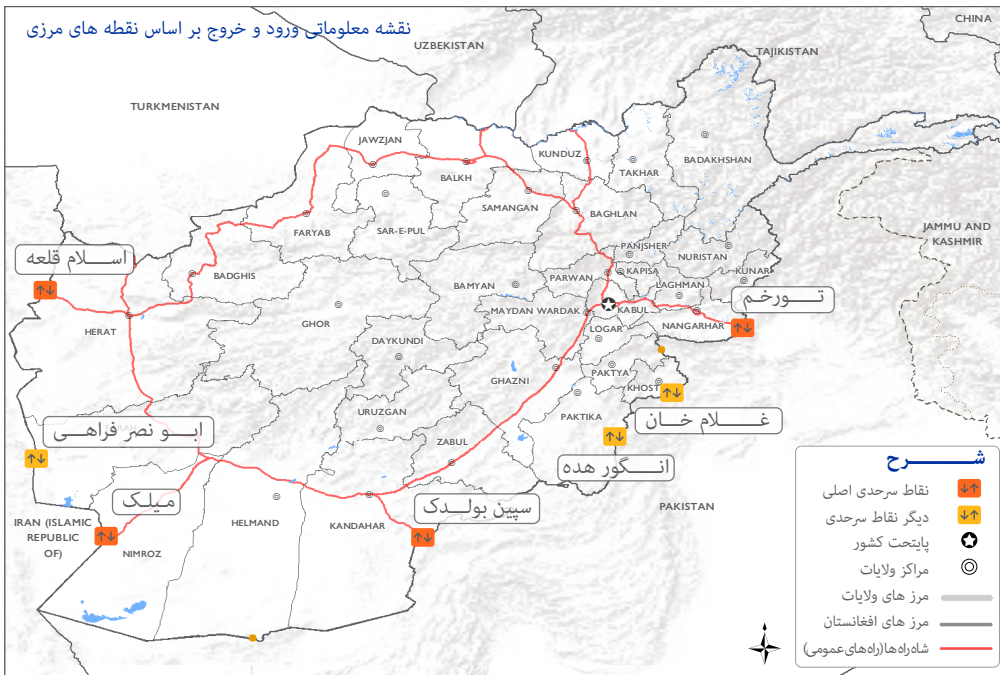 نقشه معلوماتی ورود و خروج بر اساس نقطه های مرزی
CHINA
UZBEKISTAN
TAJIKISTAN
TURKMENISTAN
JAWZJAN
KUNDUZ
BADAKHSHAN
BALKH
TAKHAR
SAMANGAN
BAGHLAN
FARYAB
SAR-E-PUL
JAMMU AND
KASHMIR
PANJSHER
NURISTAN
اسلام قلعه
BADGHIS
PARWAN
KAPISA
KUNAR
BAMYAN
LAGHMAN
تورخم
MAYDAN WARDAK
KABUL
GHOR
LOGAR
NANGARHAR
HERAT
DAYKUNDI
PAKTYA
GHAZNI
KHOST
PAKTIKA
URUZGAN
غلام خان
ابو نصر فراهی
ZABUL
انگور هده
شرح
نقاط سرحدی اصلی
دیگر نقاط سرحدی
پایتحت کشور
مراکز ولایات
مرز های ولایات
مرز های افغانستان
شاه راه ها (راه های عمومی)
میلک
سپین بولدک
PAKISTAN
IRAN (ISLAMIC
REPUBLIC
OF)
HELMAND
KANDAHAR
NIMROZ